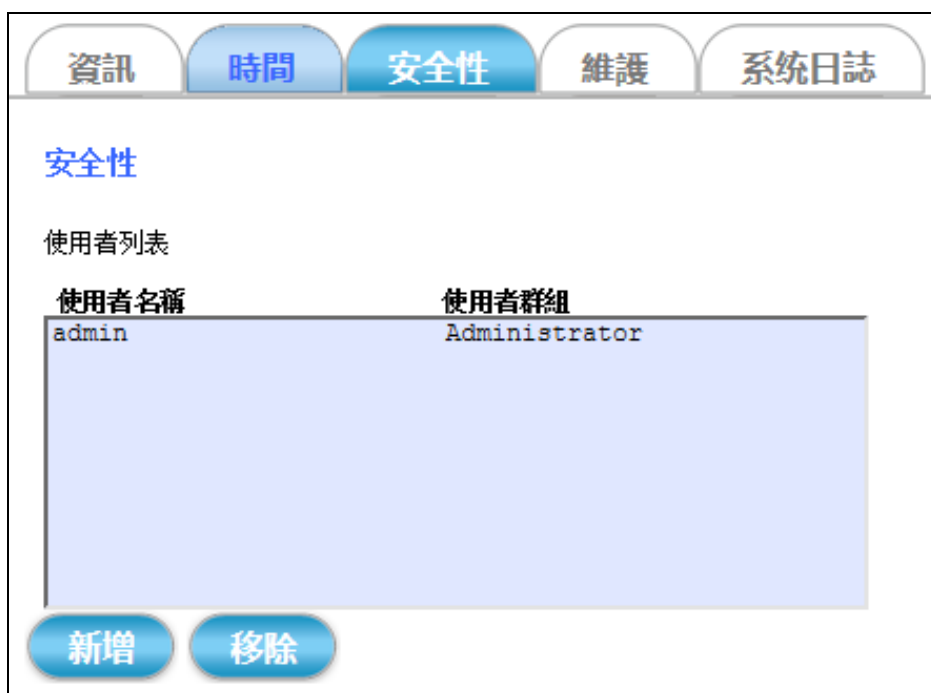 資訊 時間 安全性 維護 系統日誌
安全性
使用者列表
使用者名稱 使用者群組
admin Administrator
新增 移除